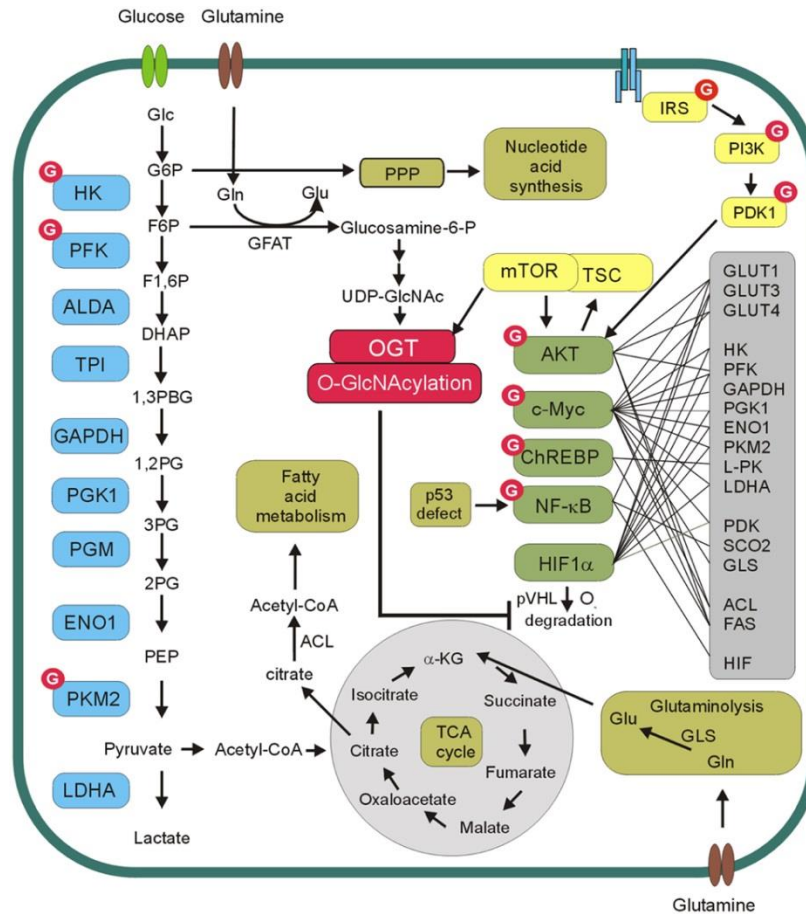 Glucose
Glutamine
Glc
G6P
F6P
F1,6P
DHAP
1,3PBG
1,2PG
3PG
2PG
PEP
Pyruvate
Lactate
G
HK
G
PFK
ALDA
TPI
GAPDH
PGK1
PGM
ENO1
G
PKM2
LDHA
Gln
Glu
GFAT
PPP
Nucleotide
acid
synthesis
Glucosamine-6-P
UDP-GlcNAc
OGT
O-GlcNAcylation
IRS
G
PI3K
G
PDK1
G
mTOR
TSC
G
AKT
G
c-Myc
G
ChREBP
G
NF-κB
HIF1α
p53
defect
pVHL
O,
degradation
GLUT1
GLUT3
GLUT4
HK
PFK
GAPDH
PGK1
ENO1
PKM2
L-PK
LDHA
PDK
SCO2
GLS
ACL
FAS
HIF
Fatty
acid
metabolism
Acetyl-CoA
ACL
citrate
Acetyl-CoA
α-KG
Succinate
Fumarate
Malate
Oxaloacetate
Citrate
Isocitrate
TCA
cycle
Glutaminolysis
Glu
GLS
Gln
Glutamine